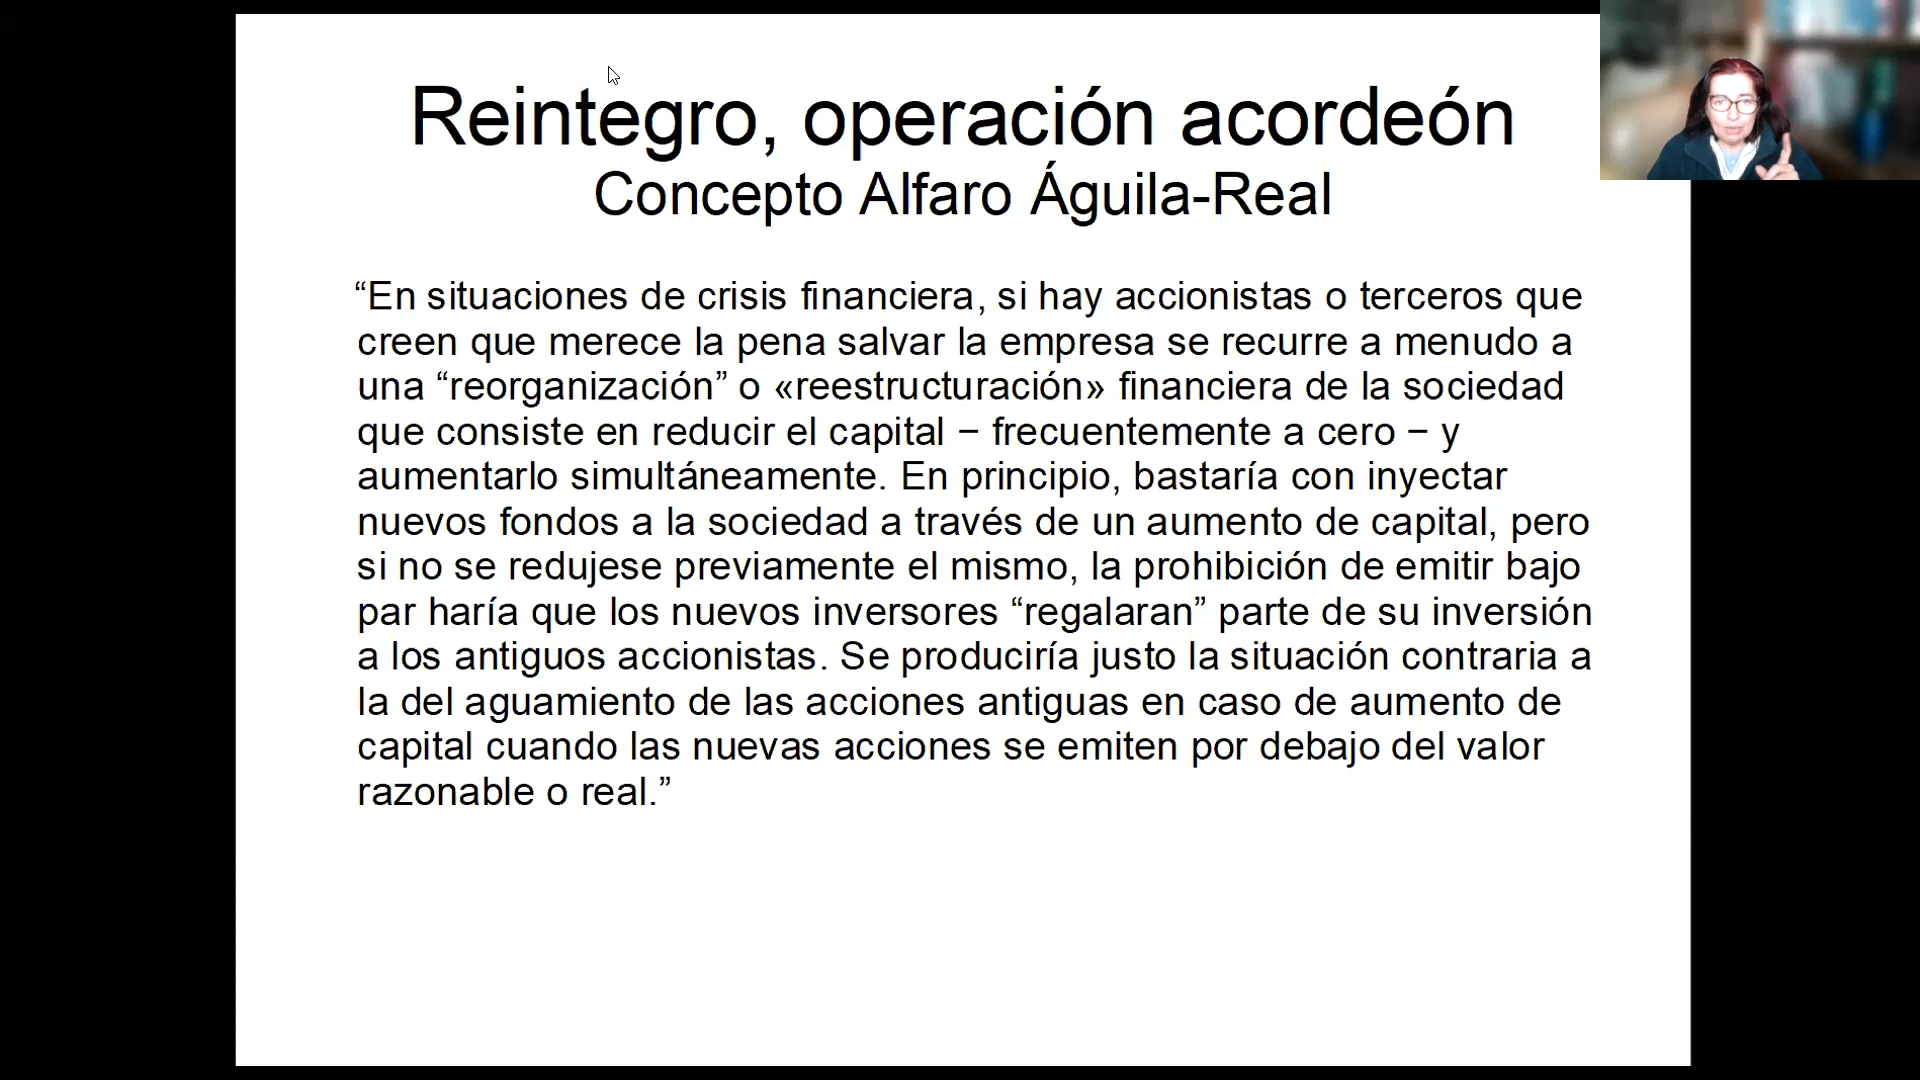 Reintegro, operación acordeón
Concepto Alfaro Águila-Real
“En situaciones de crisis financiera, si hay accionistas o terceros que
creen que merece la pena salvar la empresa se recurre a menudo a
una “reorganización” o «reestructuración» financiera de la sociedad
que consiste en reducir el capital − frecuentemente a cero − y
aumentarlo simultáneamente. En principio, bastaría con inyectar
nuevos fondos a la sociedad a través de un aumento de capital, pero
si no se redujese previamente el mismo, la prohibición de emitir bajo
par haría que los nuevos inversores “regalaran” parte de su inversión
a los antiguos accionistas. Se produciría justo la situación contraria a
la del aguamiento de las acciones antiguas en caso de aumento de
capital cuando las nuevas acciones se emiten por debajo del valor
razonable o real.”